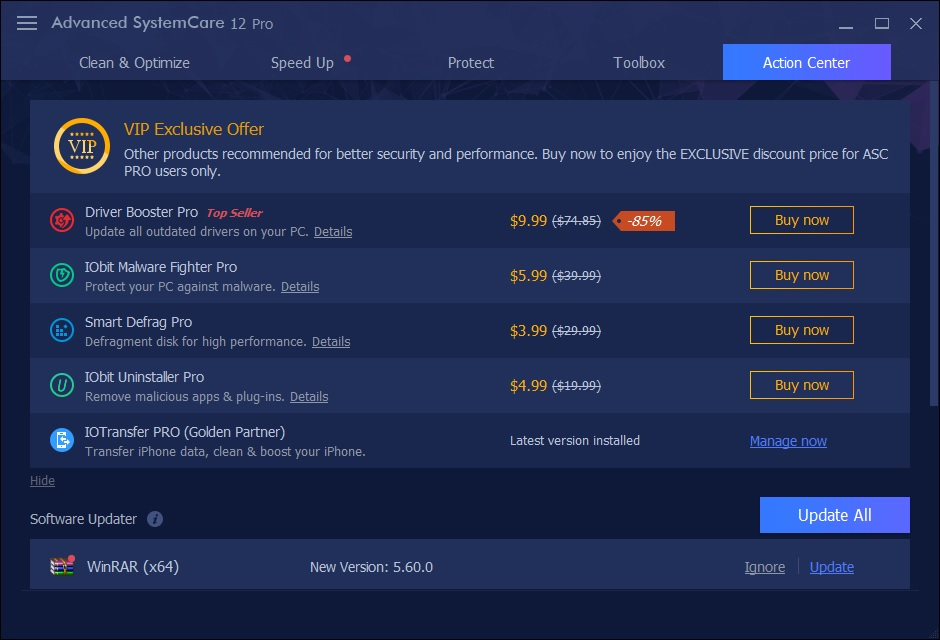 Advanced SystemCare 12 Pro
Clean & Optimize Speed Up Protect Toolbox Action Center
VIP
VIP Exclusive Offer
Other products recommended for better security and performance. Buy now to enjoy the EXCLUSIVE discount price for ASC
PRO users only.
Driver Booster Pro Top Seller
Update all outdated drivers on your PC. Details
$9.99 ($74.85) -85% Buy now
IObit Malware Fighter Pro
Protect your PC against malware. Details
$5.99 ($39.99) Buy now
Smart Defrag Pro
Defragment disk for high performance. Details
$3.99 ($29.99) Buy now
IObit Uninstaller Pro
Remove malicious apps & plug-ins. Details
$4.99 ($19.99) Buy now
IOTransfer PRO (Golden Partner)
Transfer iPhone data, clean & boost your iPhone.
Latest version installed Manage now
Hide
Software Updater i Update All
WinRAR (x64) New Version: 5.60.0 Ignore Update